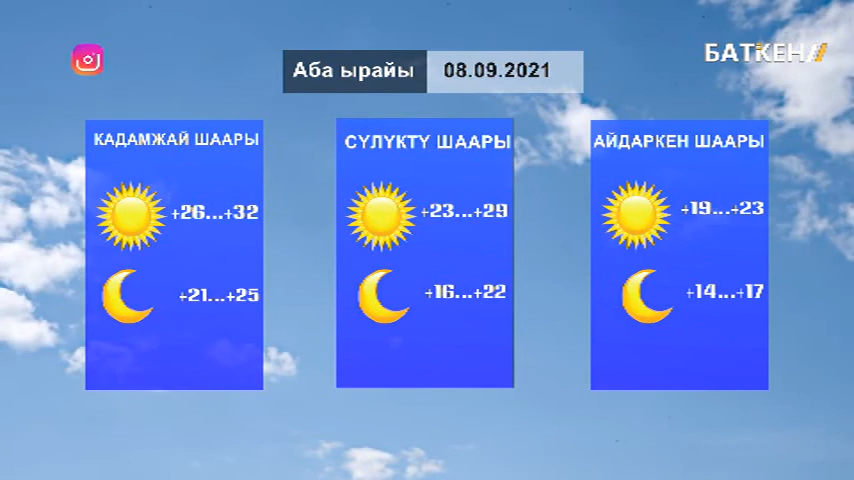 БАТКЕН
Аба ырайы 08.09.2021
КАДАМЖАЙ ШААРЫ
+26...+32
+21...+25
СҮЛҮКТҮ ШААРЫ
+23...+29
+16...+22
АЙДАРКЕН ШААРЫ
+19...+23
+14...+17